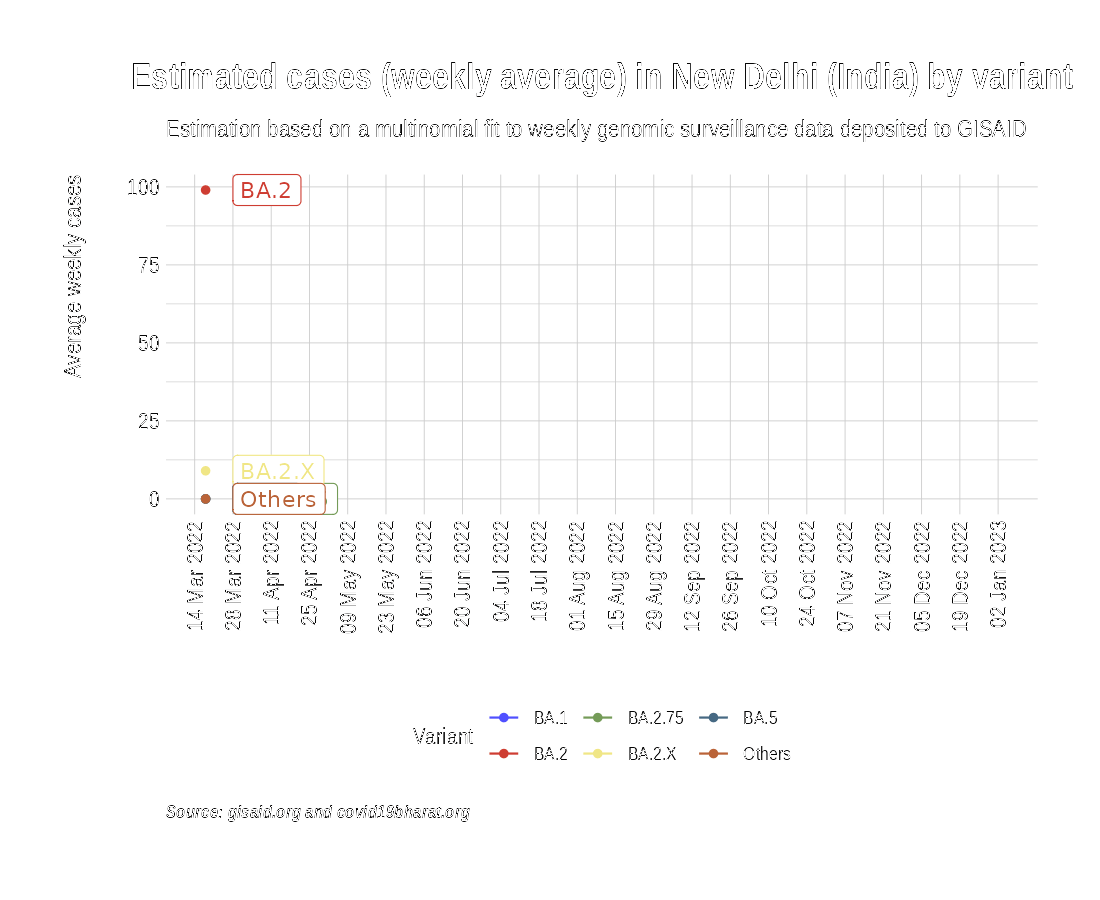 Estimated cases (weekly average) in New Delhi (India) by variant
Estimation based on a multinomial fit to weekly genomic surveillance data deposited to GISAID
Average weekly cases
100
75
50
25
0
BA.2
BA.2.X
Others
14 Mar 2022
28 Mar 2022
11 Apr 2022
25 Apr 2022
09 May 2022
23 May 2022
06 Jun 2022
20 Jun 2022
04 Jul 2022
18 Jul 2022
01 Aug 2022
15 Aug 2022
29 Aug 2022
12 Sep 2022
26 Sep 2022
10 Oct 2022
24 Oct 2022
07 Nov 2022
21 Nov 2022
05 Dec 2022
19 Dec 2022
02 Jan 2023
Variant
BA.1 BA.2.75 BA.5
BA.2 BA.2.X Others
Source: gisaid.org and covid19bharat.org